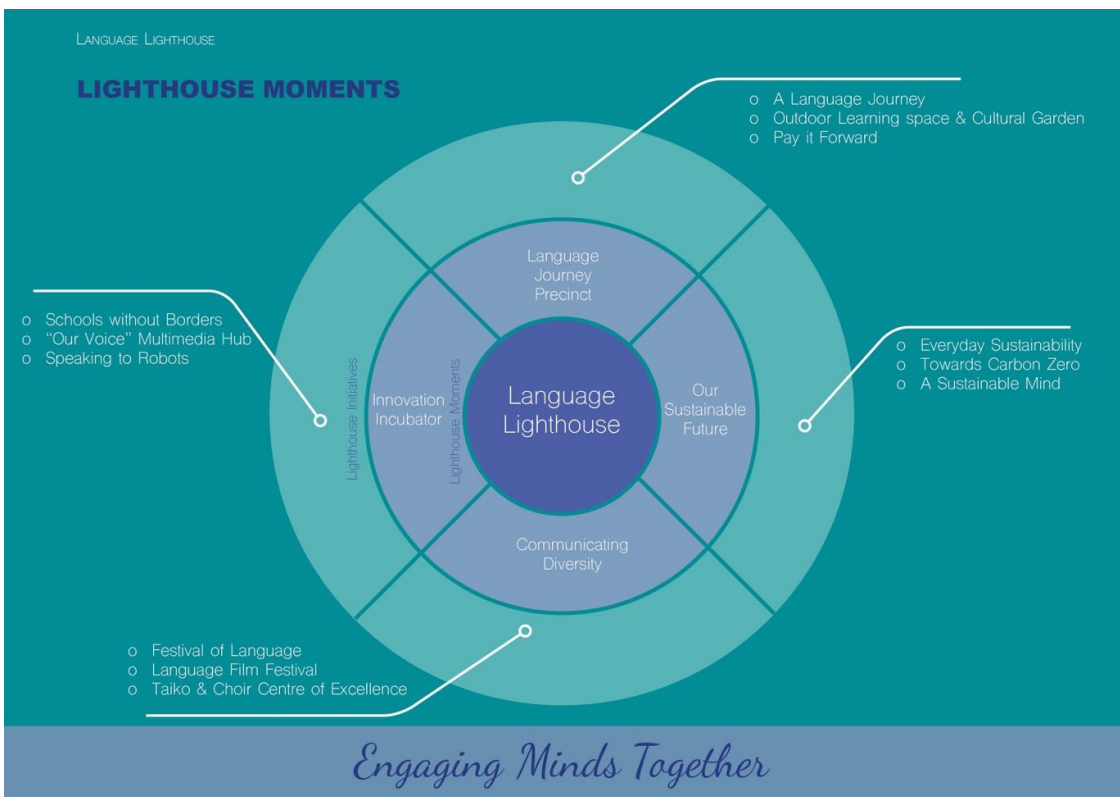 LANGUAGE LIGHTHOUSE
LIGHTHOUSE MOMENTS
o A Language Journey
o Outdoor Learning space & Cultural Garden
o Pay it Forward
Language
Journey
Precinct
o Schools without Borders
o "Our Voice" Multimedia Hub
o Speaking to Robots
Lighthouse Initiatives
Innovation
Incubator
Lighthouse Moments
Language
Lighthouse
Our
Sustainable
Future
o Everyday Sustainability
o Towards Carbon Zero
o A Sustainable Mind
Communicating
Diversity
o Festival of Language
o Language Film Festival
o Taiko & Choir Centre of Excellence
Engaging Minds Together